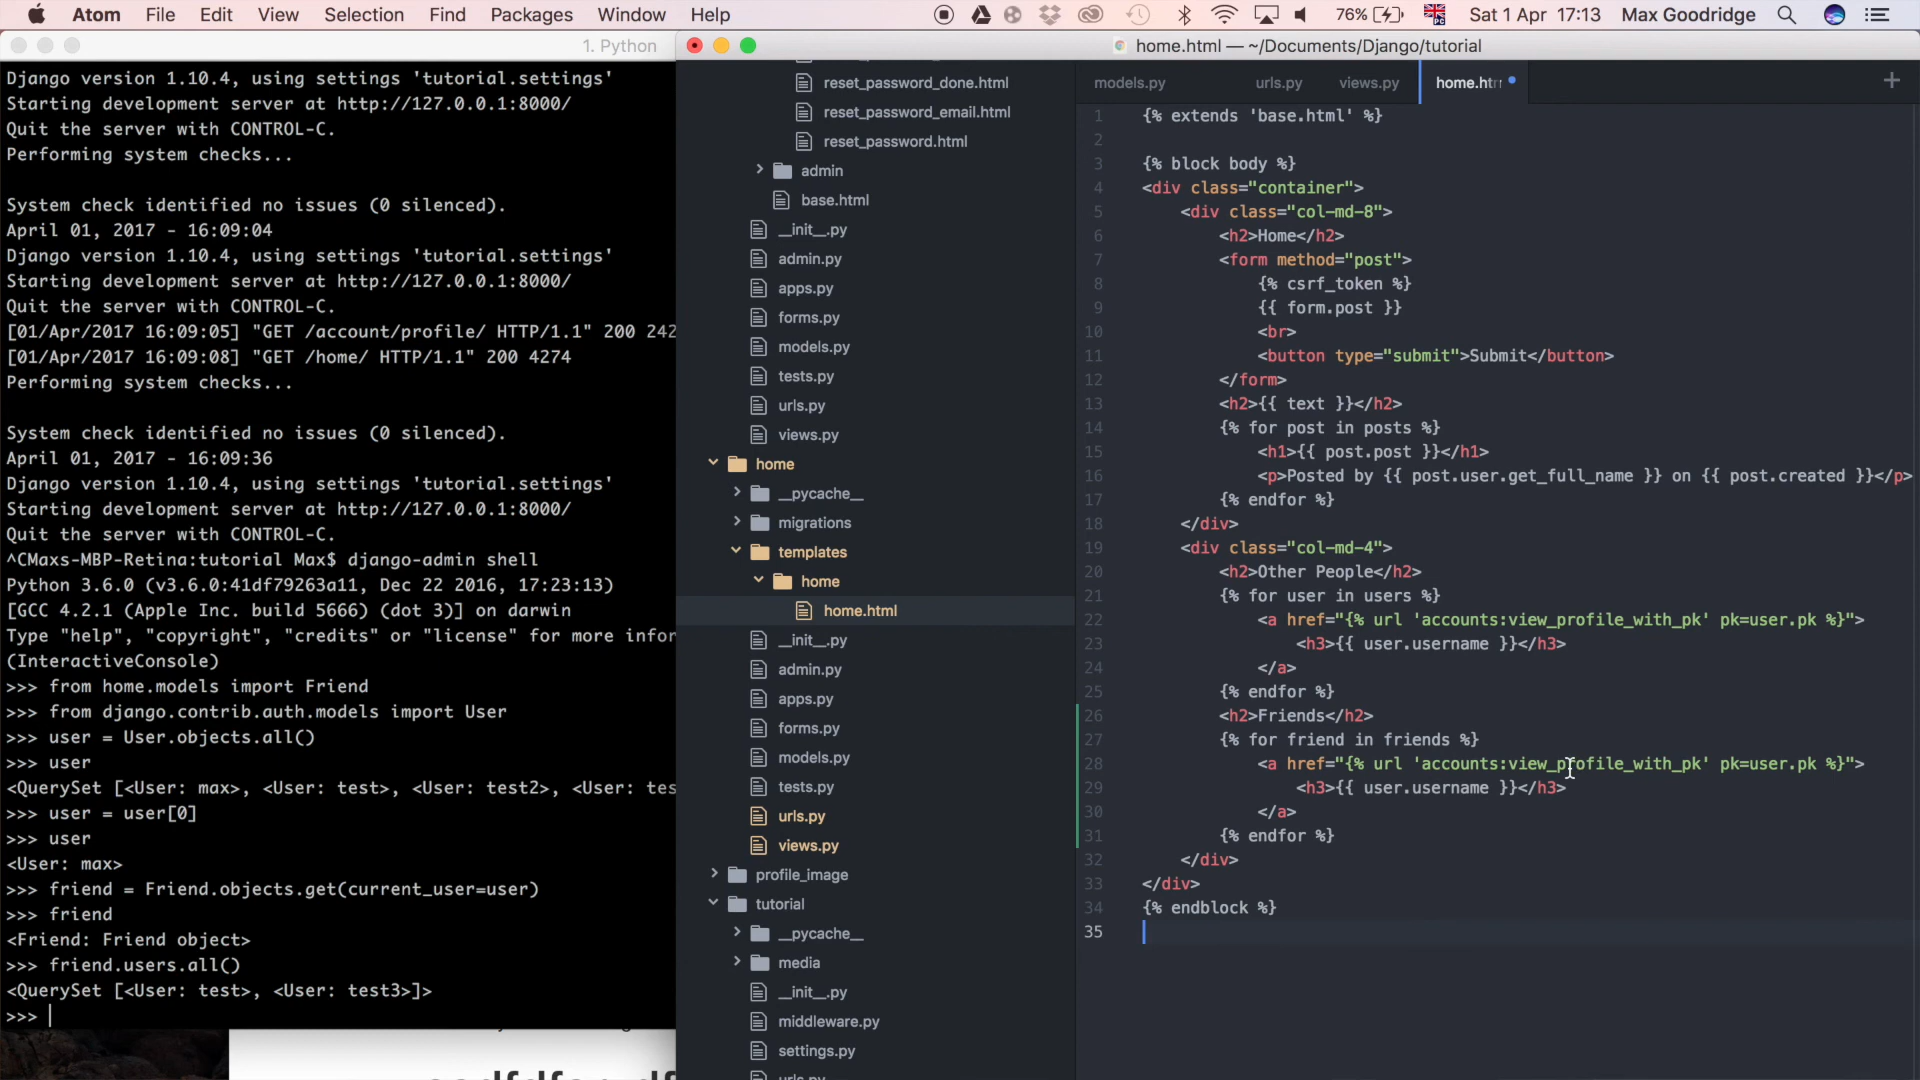 Atom File Edit View Selection Find Packages Window Help 76% Sat 1 Apr 17:13 Max Goodridge
1. Python
Django version 1.10.4, using settings 'tutorial.settings'
Starting development server at http://127.0.0.1:8000/
Quit the server with CONTROL-C.
Performing system checks...
System check identified no issues (0 silenced).
April 01, 2017 - 16:09:04
Django version 1.10.4, using settings 'tutorial.settings'
Starting development server at http://127.0.0.1:8000/
Quit the server with CONTROL-C.
[01/Apr/2017 16:09:05] "GET /account/profile/ HTTP/1.1" 200 242
[01/Apr/2017 16:09:08] "GET /home/ HTTP/1.1" 200 4274
Performing system checks...
System check identified no issues (0 silenced).
April 01, 2017 - 16:09:36
Django version 1.10.4, using settings 'tutorial.settings'
Starting development server at http://127.0.0.1:8000/
Quit the server with CONTROL-C.
^CMaxs-MBP-Retina:tutorial Max$ django-admin shell
Python 3.6.0 (v3.6.0:41df79263a11, Dec 22 2016, 17:23:13)
[GCC 4.2.1 (Apple Inc. build 5666) (dot 3)] on darwin
Type "help", "copyright", "credits" or "license" for more infor
(InteractiveConsole)
>>> from home.models import Friend
>>> from django.contrib.auth.models import User
>>> user = User.objects.all()
>>> user
<QuerySet [<User: max>, <User: test>, <User: test2>, <User: tes
>>> user = user[0]
>>> user
<User: max>
>>> friend = Friend.objects.get(current_user=user)
>>> friend
<Friend: Friend object>
>>> friend.users.all()
<QuerySet [<User: test>, <User: test3>]>
>>>
home.html — ~/Documents/Django/tutorial
reset_password_done.html
reset_password_email.html
reset_password.html
admin
base.html
__init__.py
admin.py
apps.py
forms.py
models.py
tests.py
urls.py
views.py
home
__pycache__
migrations
templates
home
home.html
__init__.py
admin.py
apps.py
forms.py
models.py
tests.py
urls.py
views.py
profile_image
tutorial
__pycache__
media
__init__.py
middleware.py
settings.py
urls.py
models.py urls.py views.py home.ht
1 {% extends 'base.html' %}
2
3 {% block body %}
4 <div class="container">
5 <div class="col-md-8">
6 <h2>Home</h2>
7 <form method="post">
8 {% csrf_token %}
9 {{ form.post }}
10 <br>
11 <button type="submit">Submit</button>
12 </form>
13 <h2>{{ text }}</h2>
14 {% for post in posts %}
15 <h1>{{ post.post }}</h1>
16 <p>Posted by {{ post.user.get_full_name }} on {{ post.created }}</p>
17 {% endfor %}
18 </div>
19 <div class="col-md-4">
20 <h2>Other People</h2>
21 {% for user in users %}
22 <a href="{% url 'accounts:view_profile_with_pk' pk=user.pk %}">
23 <h3>{{ user.username }}</h3>
24 </a>
25 {% endfor %}
26 <h2>Friends</h2>
27 {% for friend in friends %}
28 <a href="{% url 'accounts:view_profile_with_pk' pk=user.pk %}">
29 <h3>{{ user.username }}</h3>
30 </a>
31 {% endfor %}
32 </div>
33 </div>
34 {% endblock %}
35